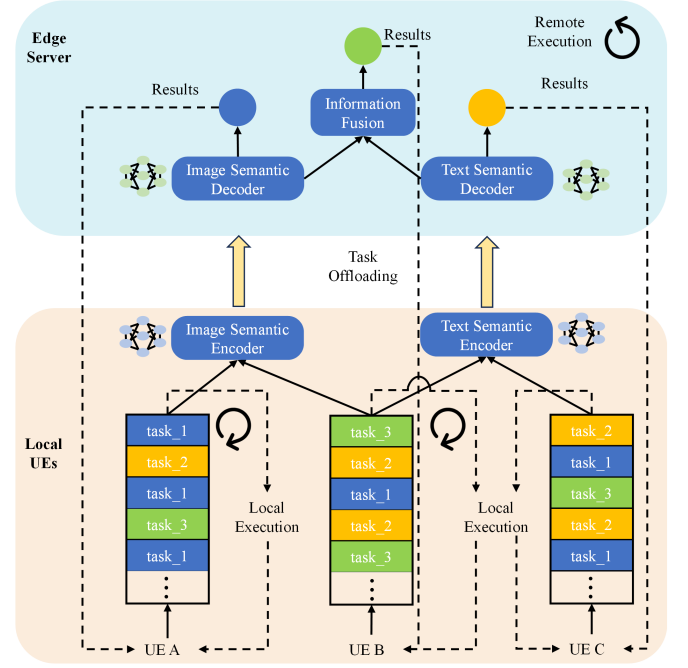 Edge
Server
Results
Remote
Execution
Results
Results
Information
Fusion
Image Semantic
Decoder
Text Semantic
Decoder
Task
Offloading
Image Semantic
Encoder
Text Semantic
Encoder
Local
UEs
task_1
task_2
task_1
task_3
task_1
Local
Execution
task_3
task_2
task_1
task_2
task_3
Local
Execution
task_2
task_1
task_3
task_2
task_1
UE A
UE B
UE C